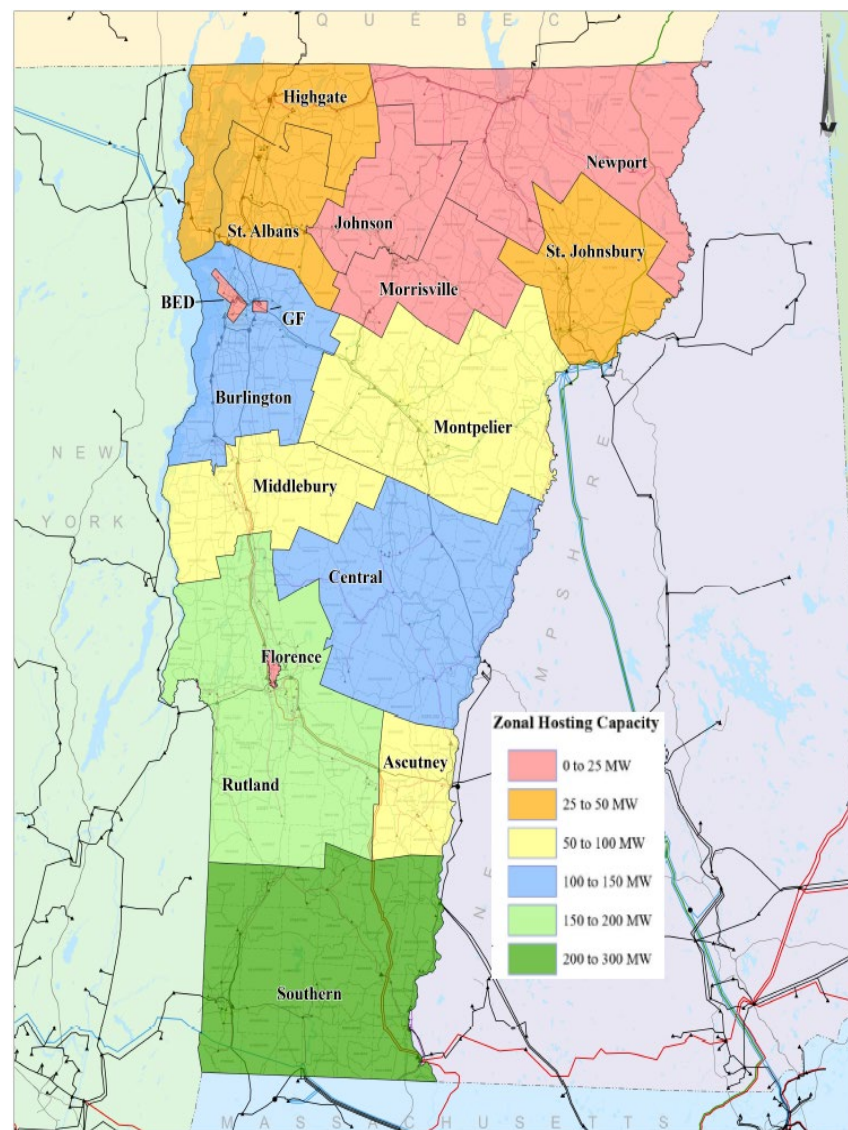 QUEBEC
Highgate
Newport
Johnson
St. Albans
St. Johnsbury
Morrisville
BED
GF
Burlington
Montpelier
NEW
YORK
Middlebury
Central
MPSHIRE
Florence
Zonal Hosting Capacity
Ascutney
0 to 25 MW
Rutland
25 to 50 MW
50 to 100 MW
100 to 150 MW
NE
150 to 200 MW
200 to 300 MW
Southern
MASSACHUSETTS